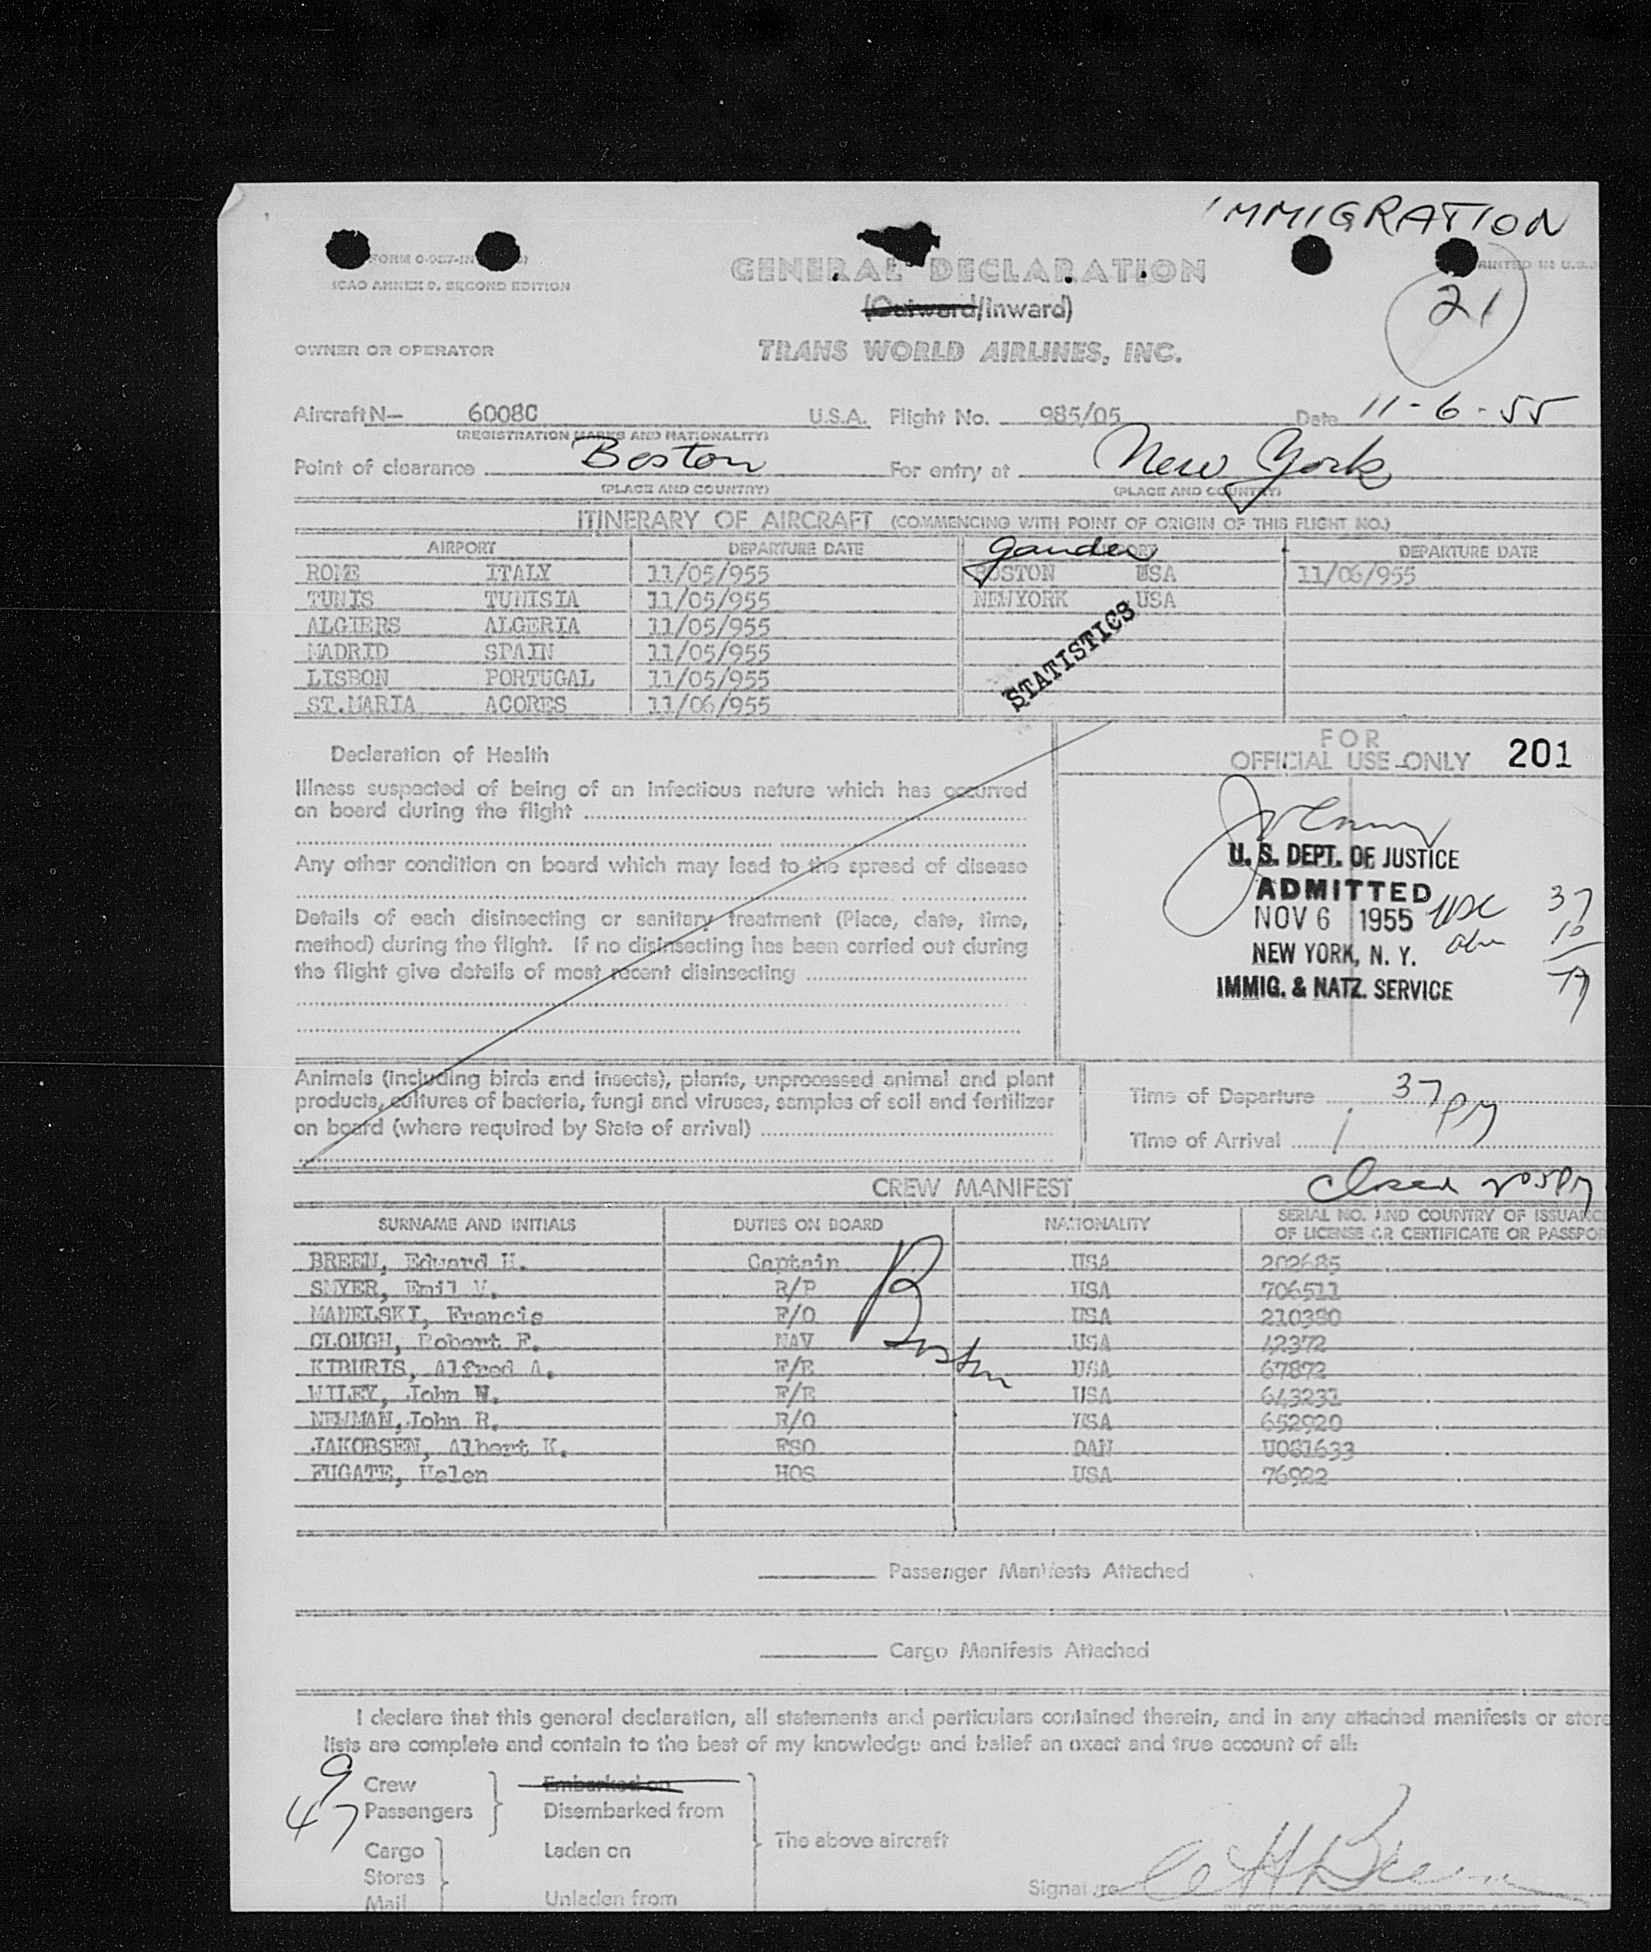 IMMIGRATION
ICAO ANNEX 9, SECOND EDITION
GENERAL DECLARATION
21
(Outward/Inward)
OWNER OR OPERATOR TRANS WORLD AIRLINES, INC.
Aircraft N— 6008C U.S.A. Flight No. 985/05 Date 11-6-55
(REGISTRATION MARKS AND NATIONALITY)
Point of clearance Boston For entry at New York
(PLACE AND COUNTRY) (PLACE AND COUNTRY)
ITINERARY OF AIRCRAFT (COMMENCING WITH POINT OF ORIGIN OF THIS FLIGHT NO.)
AIRPORT DEPARTURE DATE Gander DEPARTURE DATE
ROME ITALY 11/05/955 BOSTON USA 11/06/955
TUNIS TUNISIA 11/05/955 NEWYORK USA
ALGIERS ALGERIA 11/05/955
MADRID SPAIN 11/05/955
LISBON PORTUGAL 11/05/955
ST.MARIA ACORES 11/06/955
STATISTICS
FOR
OFFICIAL USE ONLY 201
Declaration of Health
Illness suspected of being of an infectious nature which has occurred
on board during the flight
Any other condition on board which may lead to the spread of disease
Details of each disinsecting or sanitary treatment (Place, date, time,
method) during the flight. If no disinsecting has been carried out during
the flight give details of most recent disinsecting
U. S. DEPT. OF JUSTICE
ADMITTED
NOV 6 1955 USC 37
NEW YORK, N. Y. 10
IMMIG. & NATZ. SERVICE
Animals (including birds and insects), plants, unprocessed animal and plant
products, cultures of bacteria, fungi and viruses, samples of soil and fertilizer
on board (where required by State of arrival)
Time of Departure 37 PM
Time of Arrival 1
CREW MANIFEST
SURNAME AND INITIALS DUTIES ON BOARD NATIONALITY SERIAL NO. AND COUNTRY OF ISSUANC
OF LICENSE OR CERTIFICATE OR PASSPOR
BREEN, Edward H. Captain USA 202685
SMYER, Emil V. R/P USA 706511
MANELSKI, Francis F/O USA 210380
CLOUGH, Robert F. NAV USA 42372
KIBURIS, Alfred A. F/E USA 67872
WILEY, John W. F/E USA 643231
NEWMAN, John R. R/O USA 652920
JAKOBSEN, Albert K. FSO DAN U081633
FUGATE, Helen HOS USA 76922
Boston
Passenger Manifests Attached
Cargo Manifests Attached
I declare that this general declaration, all statements and particulars contained therein, and in any attached manifests or store
lists are complete and contain to the best of my knowledge and belief an exact and true account of all:
9 Crew Embarked on
47 Passengers Disembarked from
The above aircraft
Cargo Laden on
Stores
Mail Unladen from
Signature E H Breen